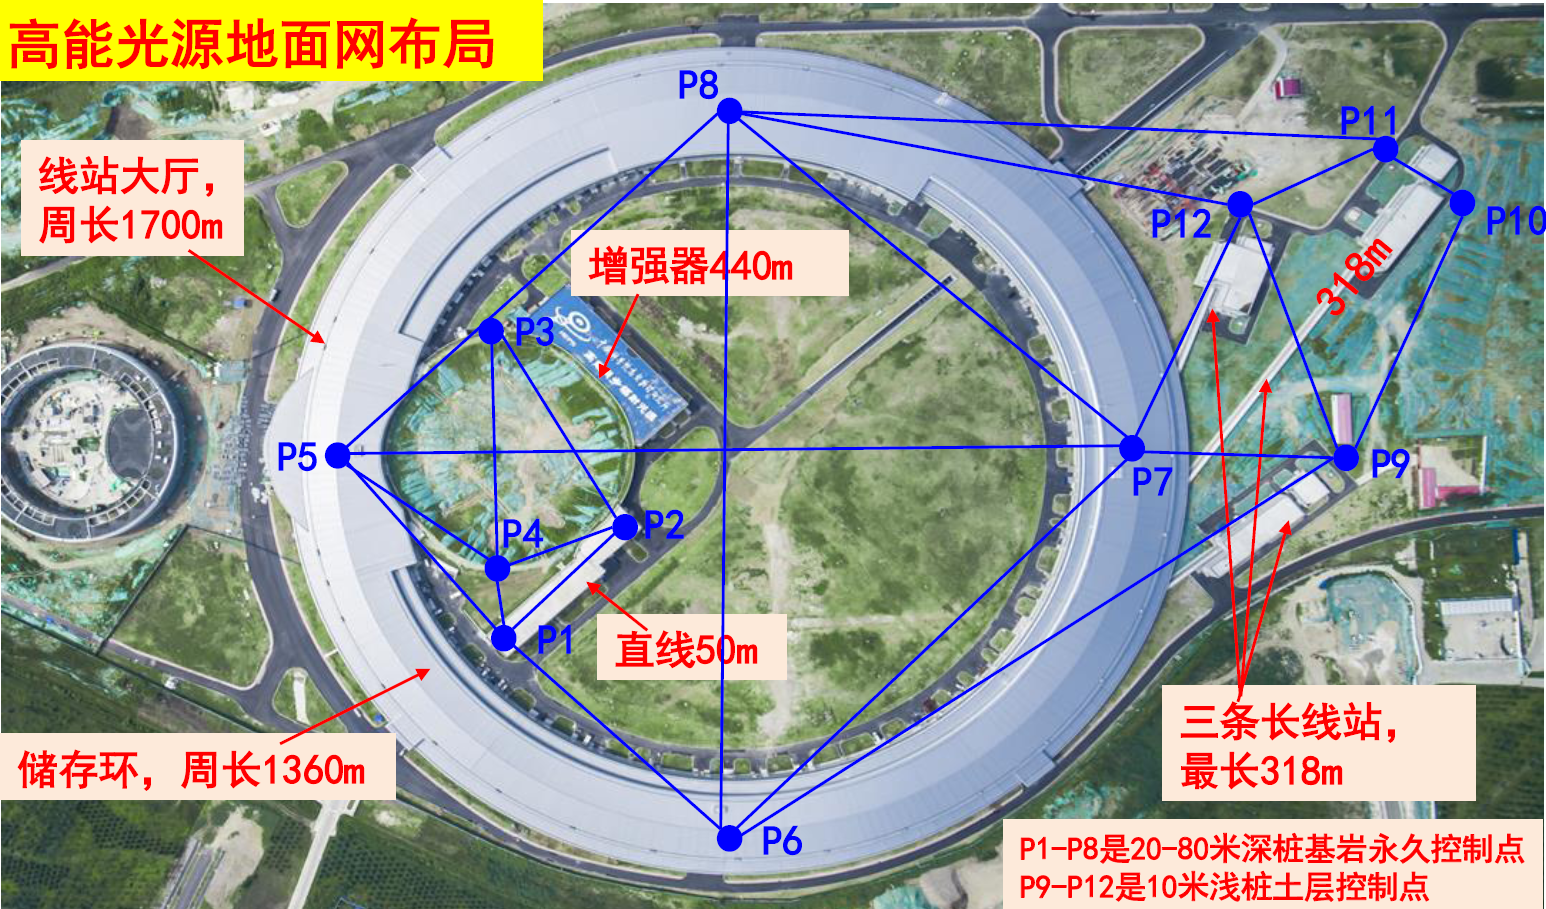 高能光源地面网布局
P8
P11
线站大厅，
周长1700m
P12
P10
增强器440m
318m
P3
P5
P7
P9
P4
P2
P1
直线50m
三条长线站，
最长318m
储存环，周长1360m
P6
P1-P8是20-80米深桩基岩永久控制点
P9-P12是10米浅桩土层控制点